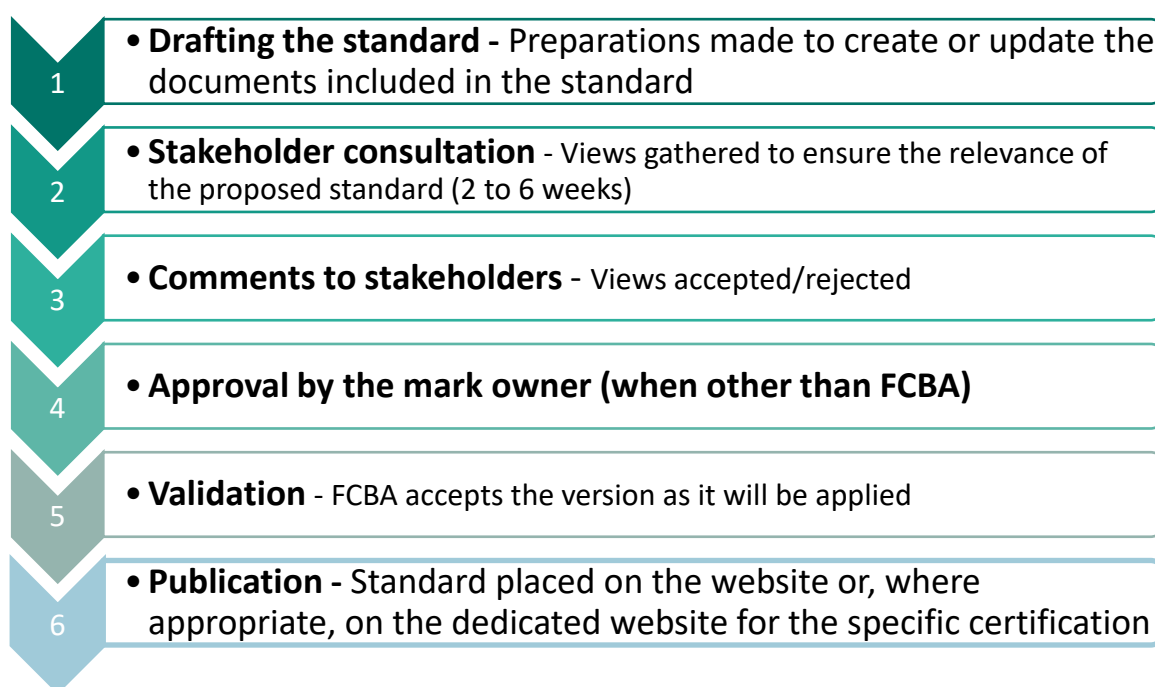 1
• Drafting the standard - Preparations made to create or update the
documents included in the standard
2
• Stakeholder consultation - Views gathered to ensure the relevance of
the proposed standard (2 to 6 weeks)
3
• Comments to stakeholders - Views accepted/rejected
4
• Approval by the mark owner (when other than FCBA)
5
• Validation - FCBA accepts the version as it will be applied
6
• Publication - Standard placed on the website or, where
appropriate, on the dedicated website for the specific certification